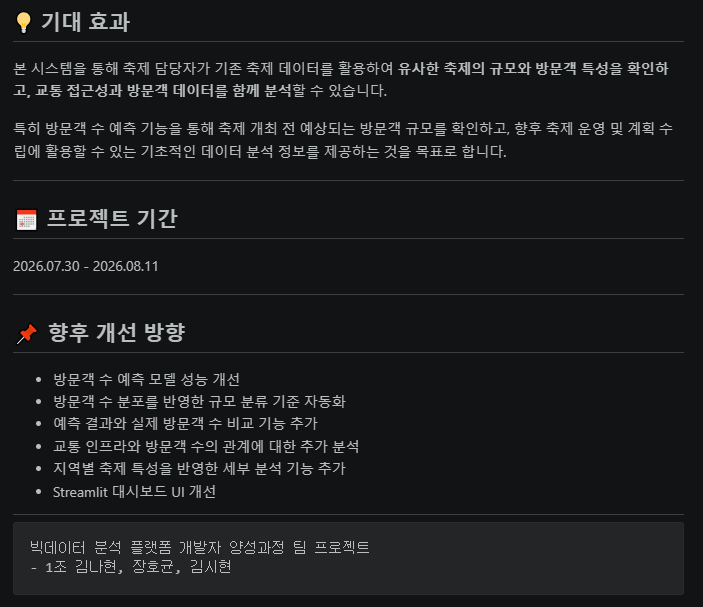 기대 효과
본 시스템을 통해 축제 담당자가 기존 축제 데이터를 활용하여 유사한 축제의 규모와 방문객 특성을 확인하
고, 교통 접근성과 방문객 데이터를 함께 분석할 수 있습니다.
특히 방문객 수 예측 기능을 통해 축제 개최 전 예상되는 방문객 규모를 확인하고, 향후 축제 운영 및 계획 수
립에 활용할 수 있는 기초적인 데이터 분석 정보를 제공하는 것을 목표로 합니다.
프로젝트 기간
2026.07.30 - 2026.08.11
향후 개선 방향
• 방문객 수 예측 모델 성능 개선
• 방문객 수 분포를 반영한 규모 분류 기준 자동화
• 예측 결과와 실제 방문객 수 비교 기능 추가
• 교통 인프라와 방문객 수의 관계에 대한 추가 분석
• 지역별 축제 특성을 반영한 세부 분석 기능 추가
• Streamlit 대시보드 UI 개선
빅데이터 분석 플랫폼 개발자 양성과정 팀 프로젝트
- 1조 김나현, 장호균, 김시현